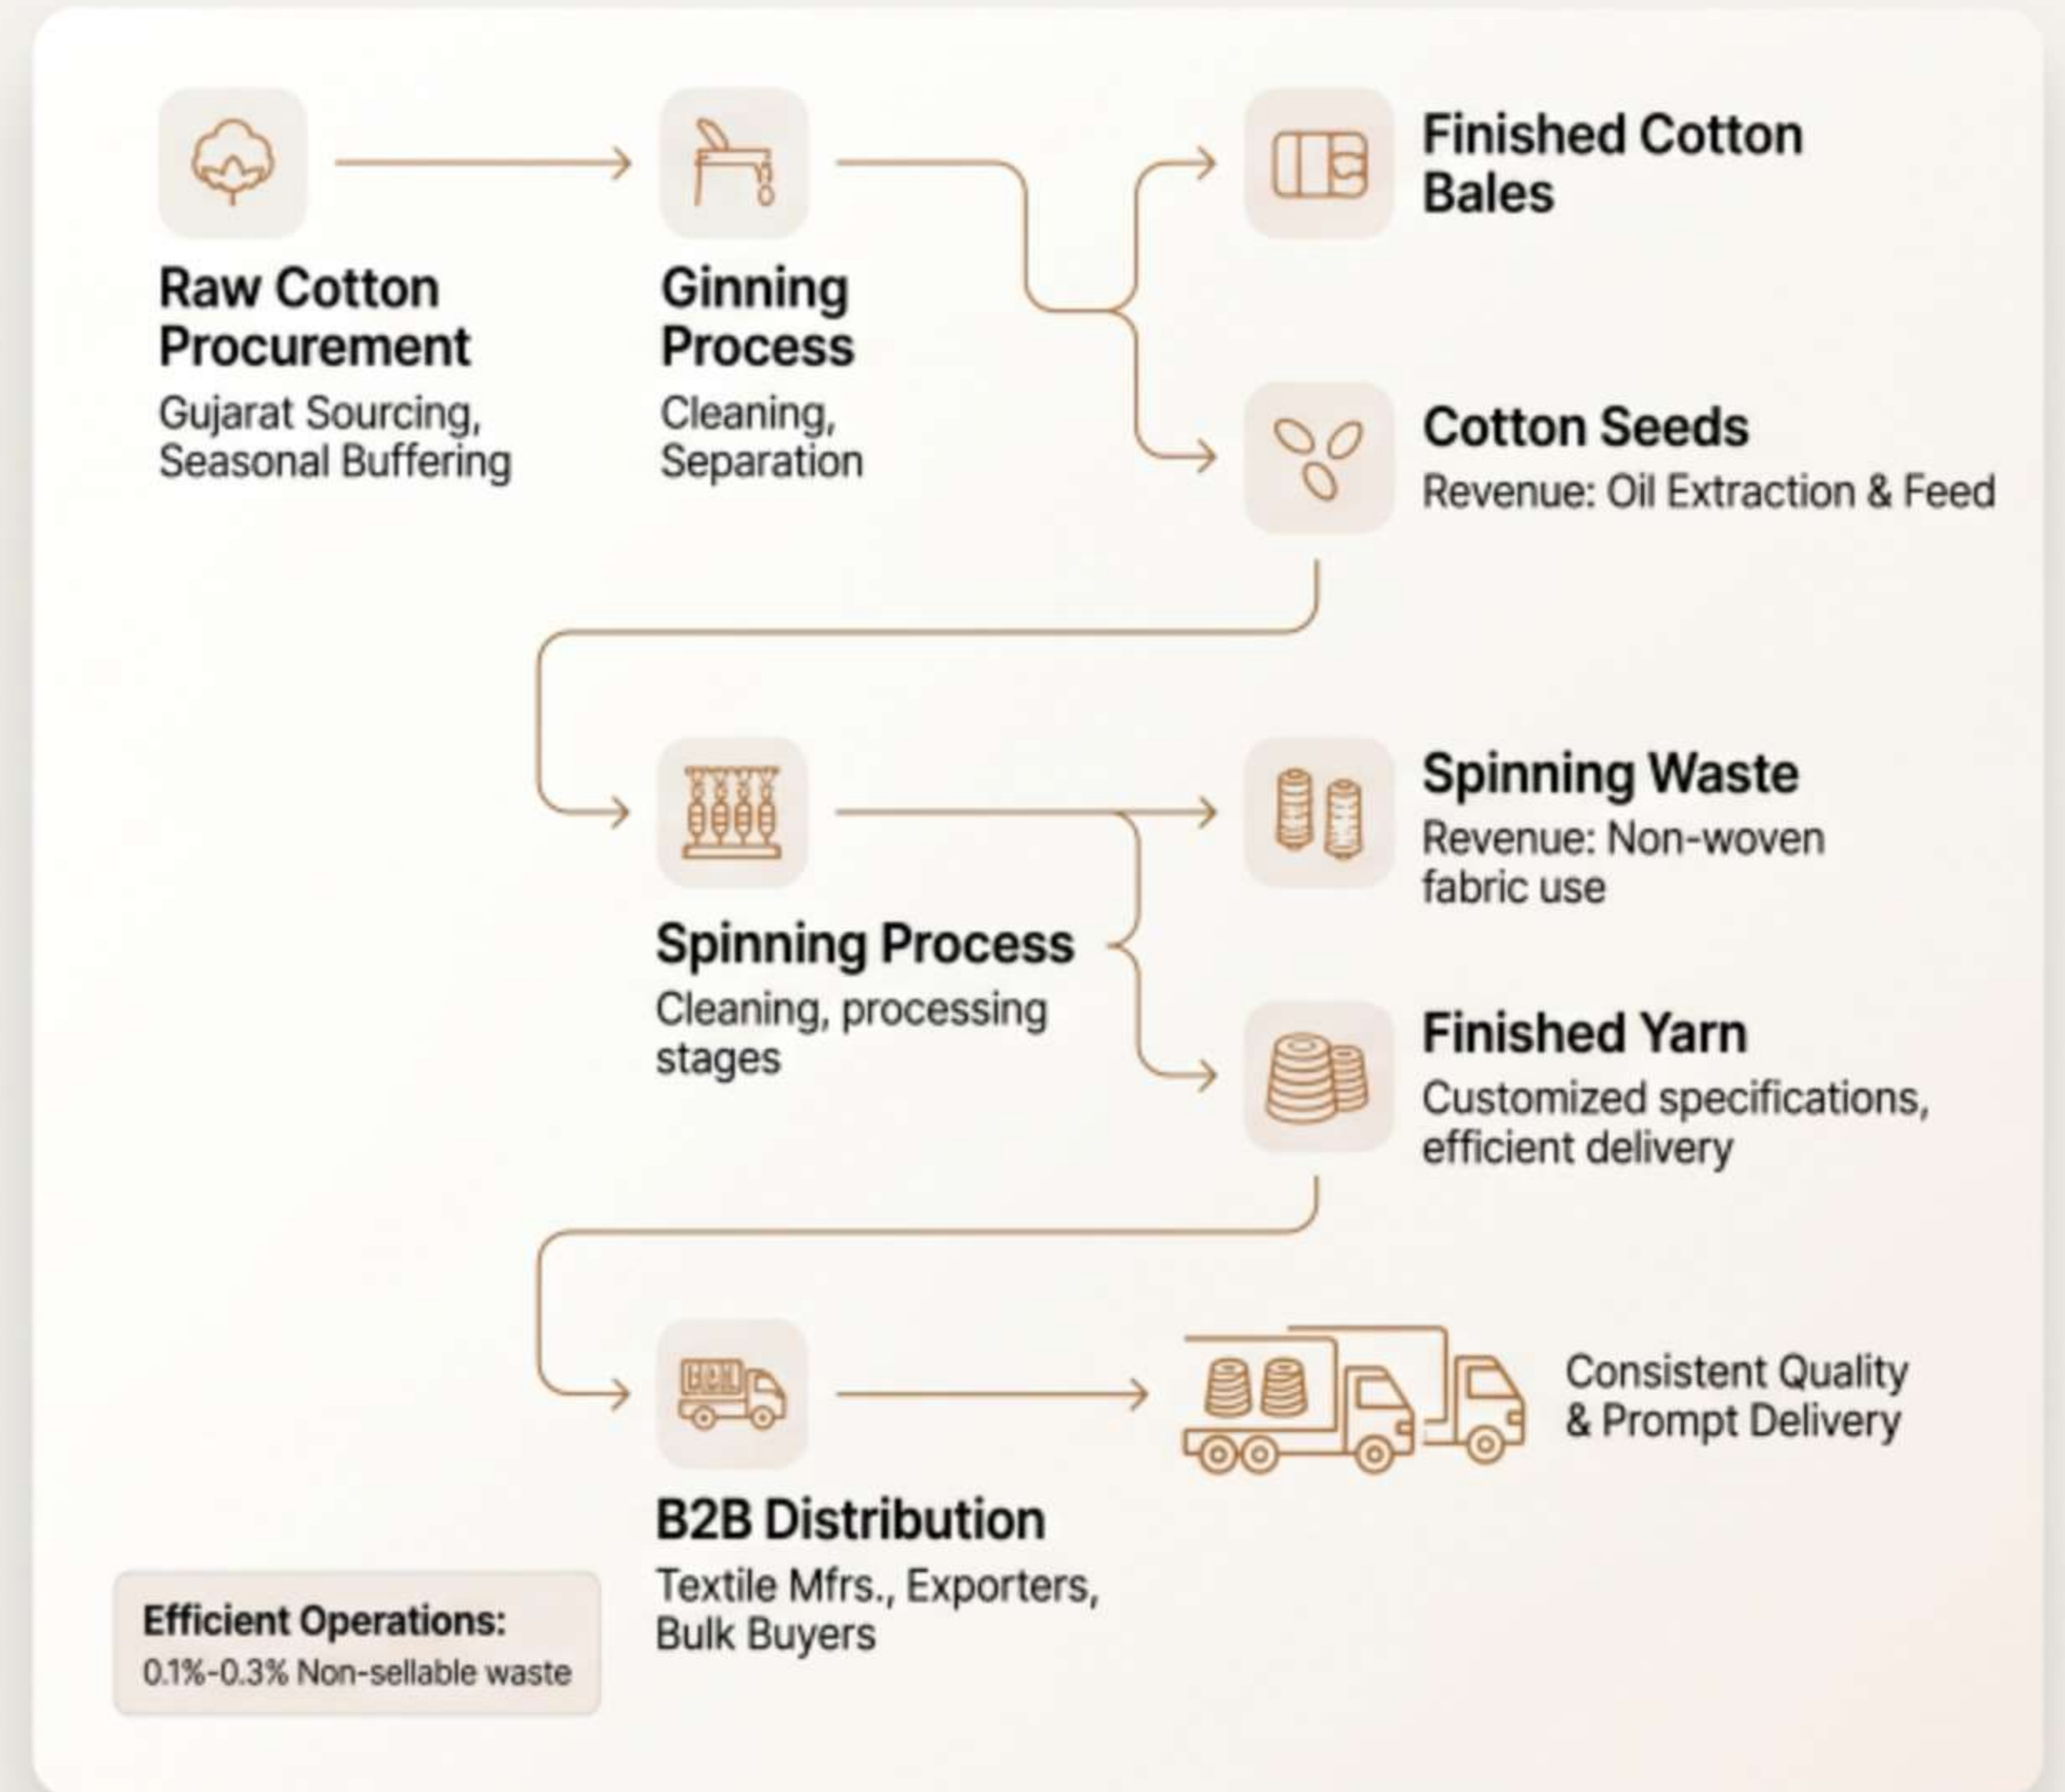 Raw Cotton
Procurement
Gujarat Sourcing,
Seasonal Buffering
Ginning
Process
Cleaning,
Separation
Finished Cotton
Bales
Cotton Seeds
Revenue: Oil Extraction & Feed
Spinning Process
Cleaning, processing
stages
Spinning Waste
Revenue: Non-woven
fabric use
Finished Yarn
Customized specifications,
efficient delivery
B2B Distribution
Textile Mfrs., Exporters,
Bulk Buyers
Consistent Quality
& Prompt Delivery
Efficient Operations:
0.1%-0.3% Non-sellable waste